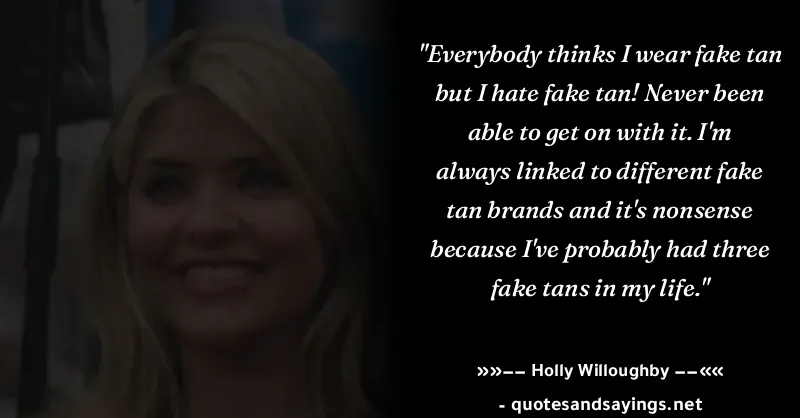 "Everybody thinks I wear fake tan
but I hate fake tan! Never been
able to get on with it. I'm
always linked to different fake
tan brands and it's nonsense
because I've probably had three
fake tans in my life."
»»−− Holly Willoughby −−««
- quotesandsayings.net